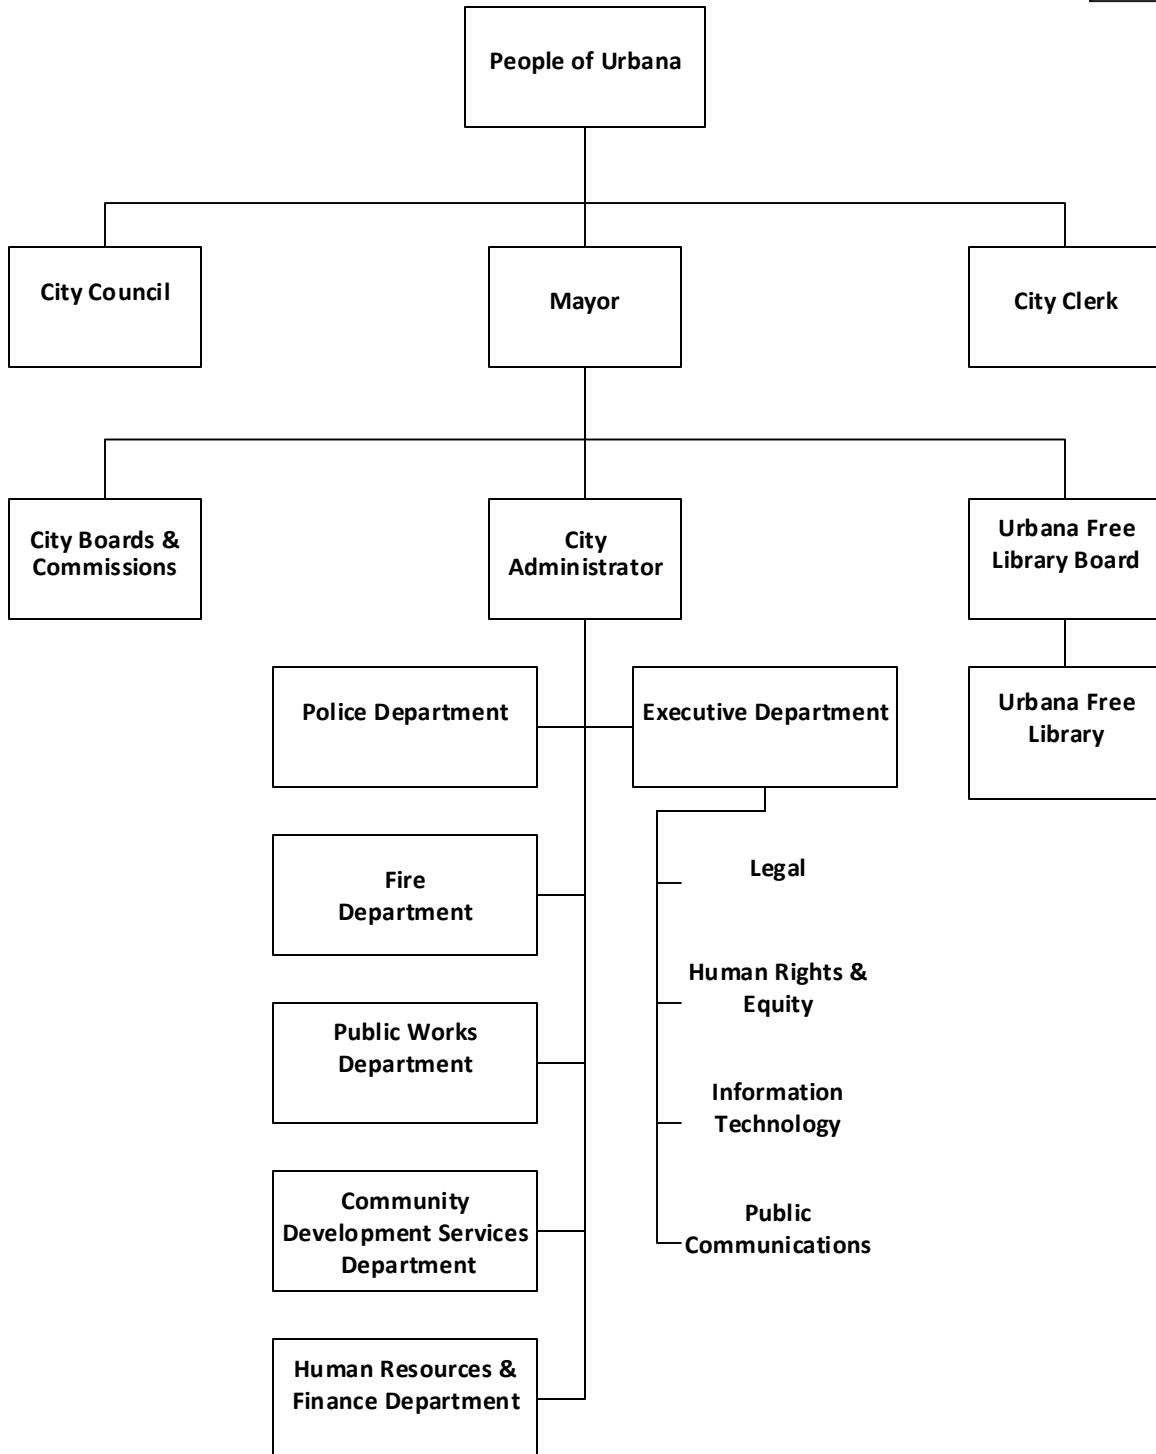 People of Urbana
City Council
Mayor
City Clerk
City Boards &
Commissions
City
Administrator
Urbana Free
Library Board
Police Department
Executive Department
Urbana Free
Library
Fire
Department
Legal
Public Works
Department
Human Rights &
Equity
Information
Technology
Community
Development Services
Department
Public
Communications
Human Resources &
Finance Department